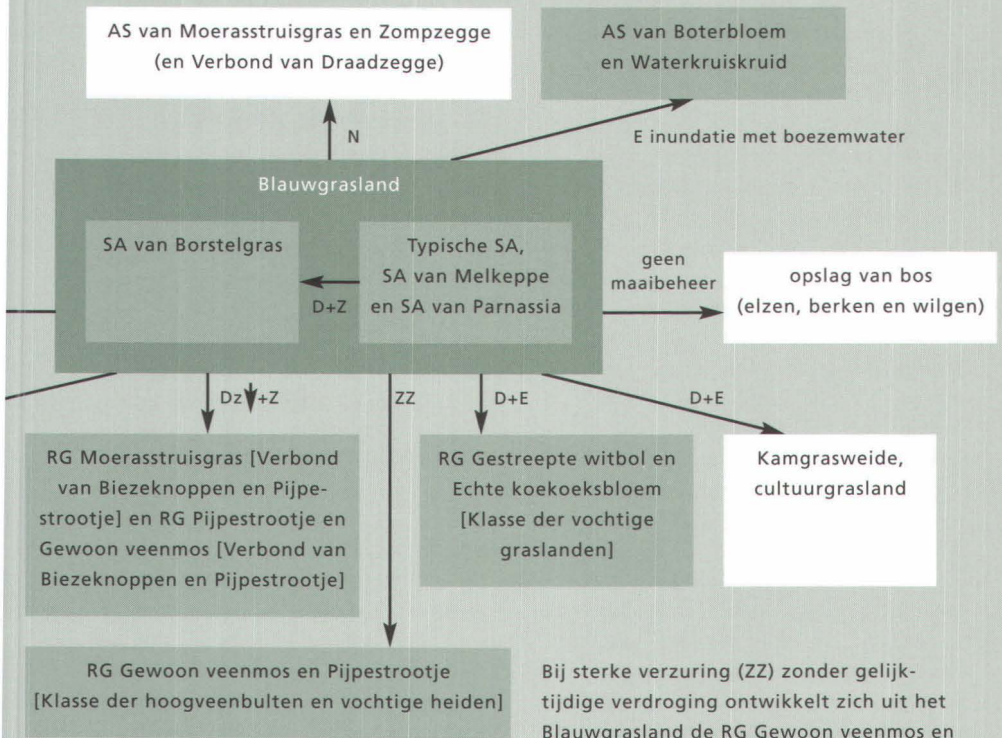 AS van Moerasstruisgras en Zompzegge
(en Verbond van Draadzegge)
AS van Boterbloem
en Waterkruiskruid
N
E inundatie met boezemwater
Blauwgrasland
SA van Borstelgras
D+Z
Typische SA,
SA van Melkeppe
en SA van Parnassia
geen
maaibeheer
opslag van bos
(elzen, berken en wilgen)
Dz +Z
ZZ
D+E
D+E
RG Moerasstruisgras [Verbond
van Biezeknoppen en Pijpe-
strootje] en RG Pijpestrootje en
Gewoon veenmos [Verbond van
Biezeknoppen en Pijpestrootje]
RG Gestreepte witbol en
Echte koekoeksbloem
[Klasse der vochtige
graslanden]
Kamgrasweide,
cultuurgrasland
RG Gewoon veenmos en Pijpestrootje
[Klasse der hoogveenbulten en vochtige heiden]
Bij sterke verzuring (ZZ) zonder gelijk-
tijdige verdroging ontwikkelt zich uit het
Blauwgrasland de RG Gewoon veenmos en